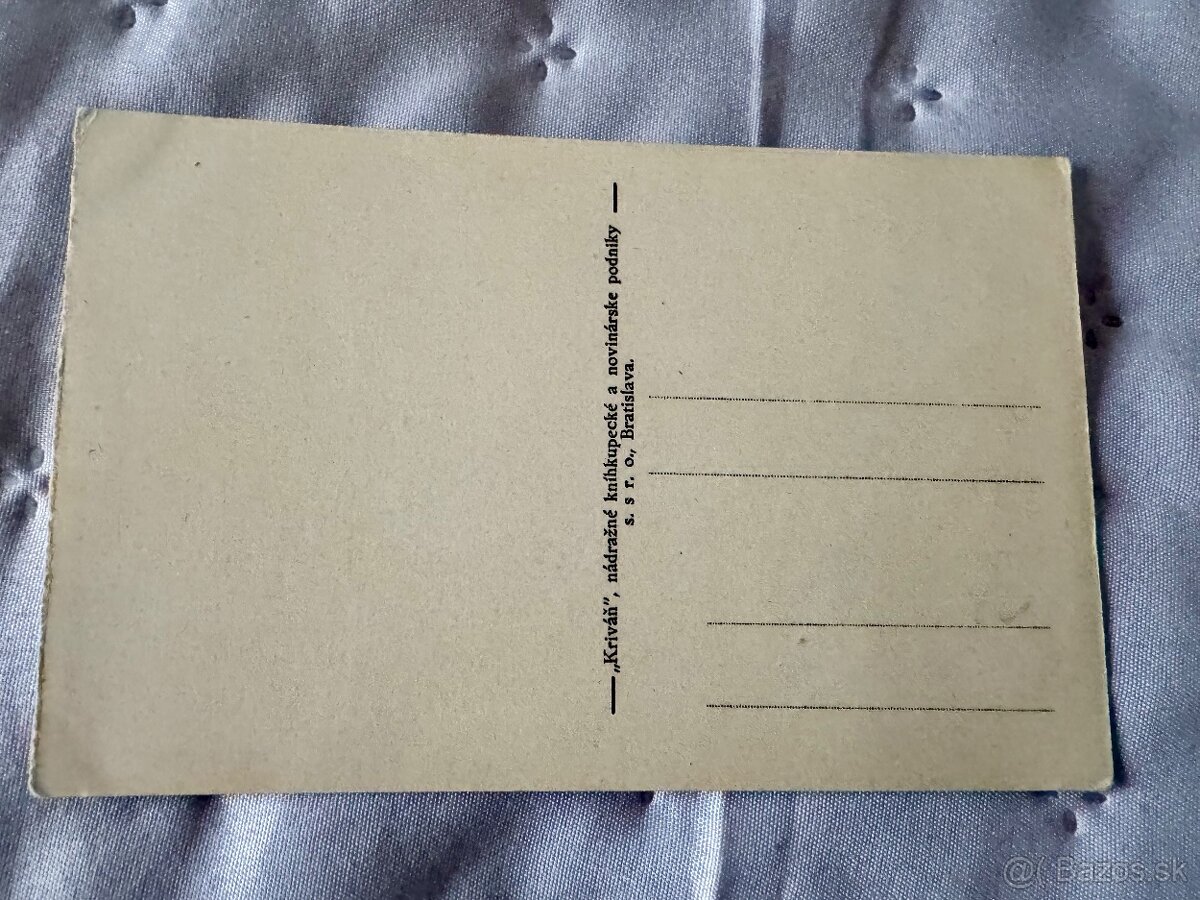 — „Kriváň”, nádražné kníhkupecké a novinárske podniky —
s. s r. o., Bratislava.
@( Bazos.sk